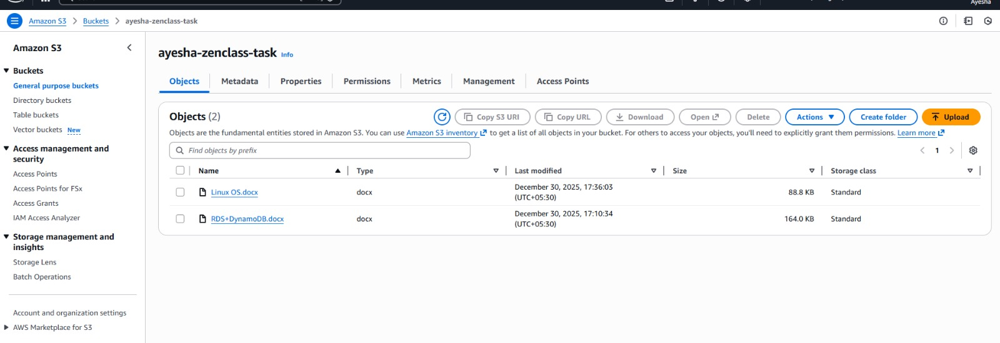 Ayesha
Amazon S3 > Buckets > ayesha-zenclass-task
Amazon S3
Buckets
General purpose buckets
Directory buckets
Table buckets
Vector buckets New
Access management and
security
Access Points
Access Points for FSx
Access Grants
IAM Access Analyzer
Storage management and
insights
Storage Lens
Batch Operations
Account and organization settings
AWS Marketplace for S3
ayesha-zenclass-task Info
Objects Metadata Properties Permissions Metrics Management Access Points
Objects (2)
Copy S3 URI Copy URL Download Open Delete Actions Create folder Upload
Objects are the fundamental entities stored in Amazon S3. You can use Amazon S3 inventory to get a list of all objects in your bucket. For others to access your objects, you'll need to explicitly grant them permissions. Learn more
Find objects by prefix
1
Name Type Last modified Size Storage class
Linux OS.docx docx December 30, 2025, 17:36:03 (UTC+05:30) 88.8 KB Standard
RDS+DynamoDB.docx docx December 30, 2025, 17:10:34 (UTC+05:30) 164.0 KB Standard